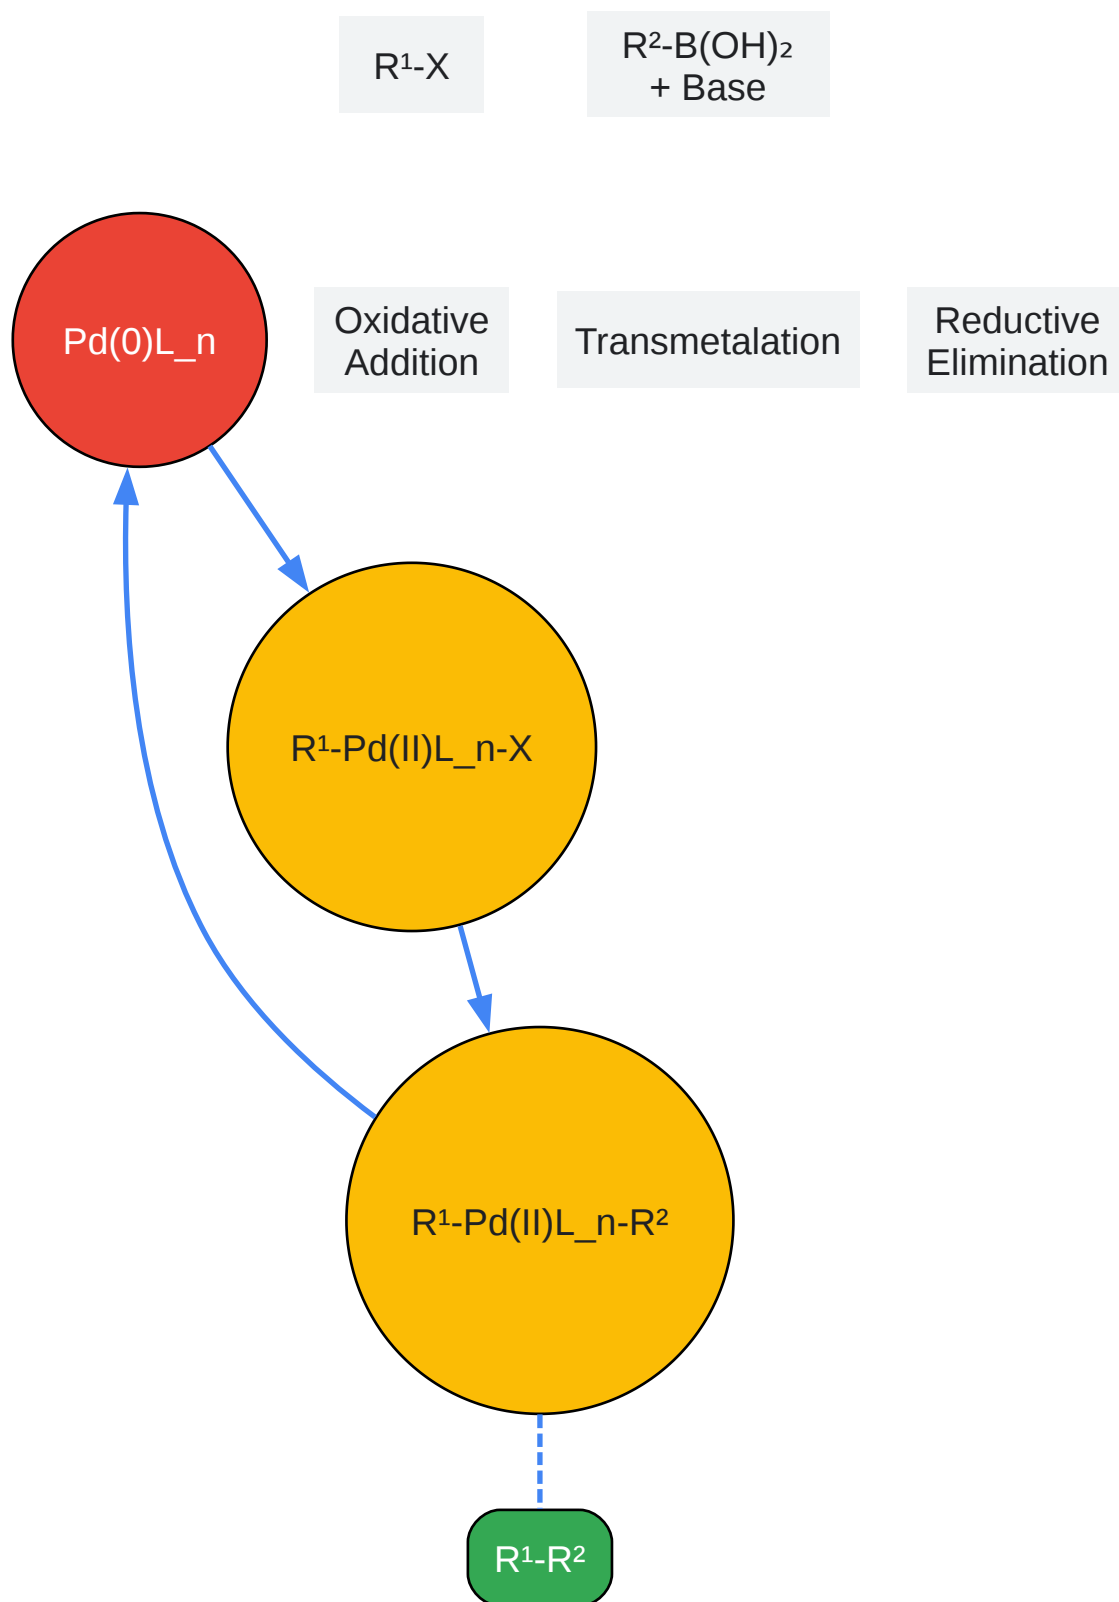 R¹-X
R²-B(OH)₂
+ Base
Pd(0)L_n
Oxidative
Addition
Transmetalation
Reductive
Elimination
R¹-Pd(II)L_n-X
R¹-Pd(II)L_n-R²
R¹-R²